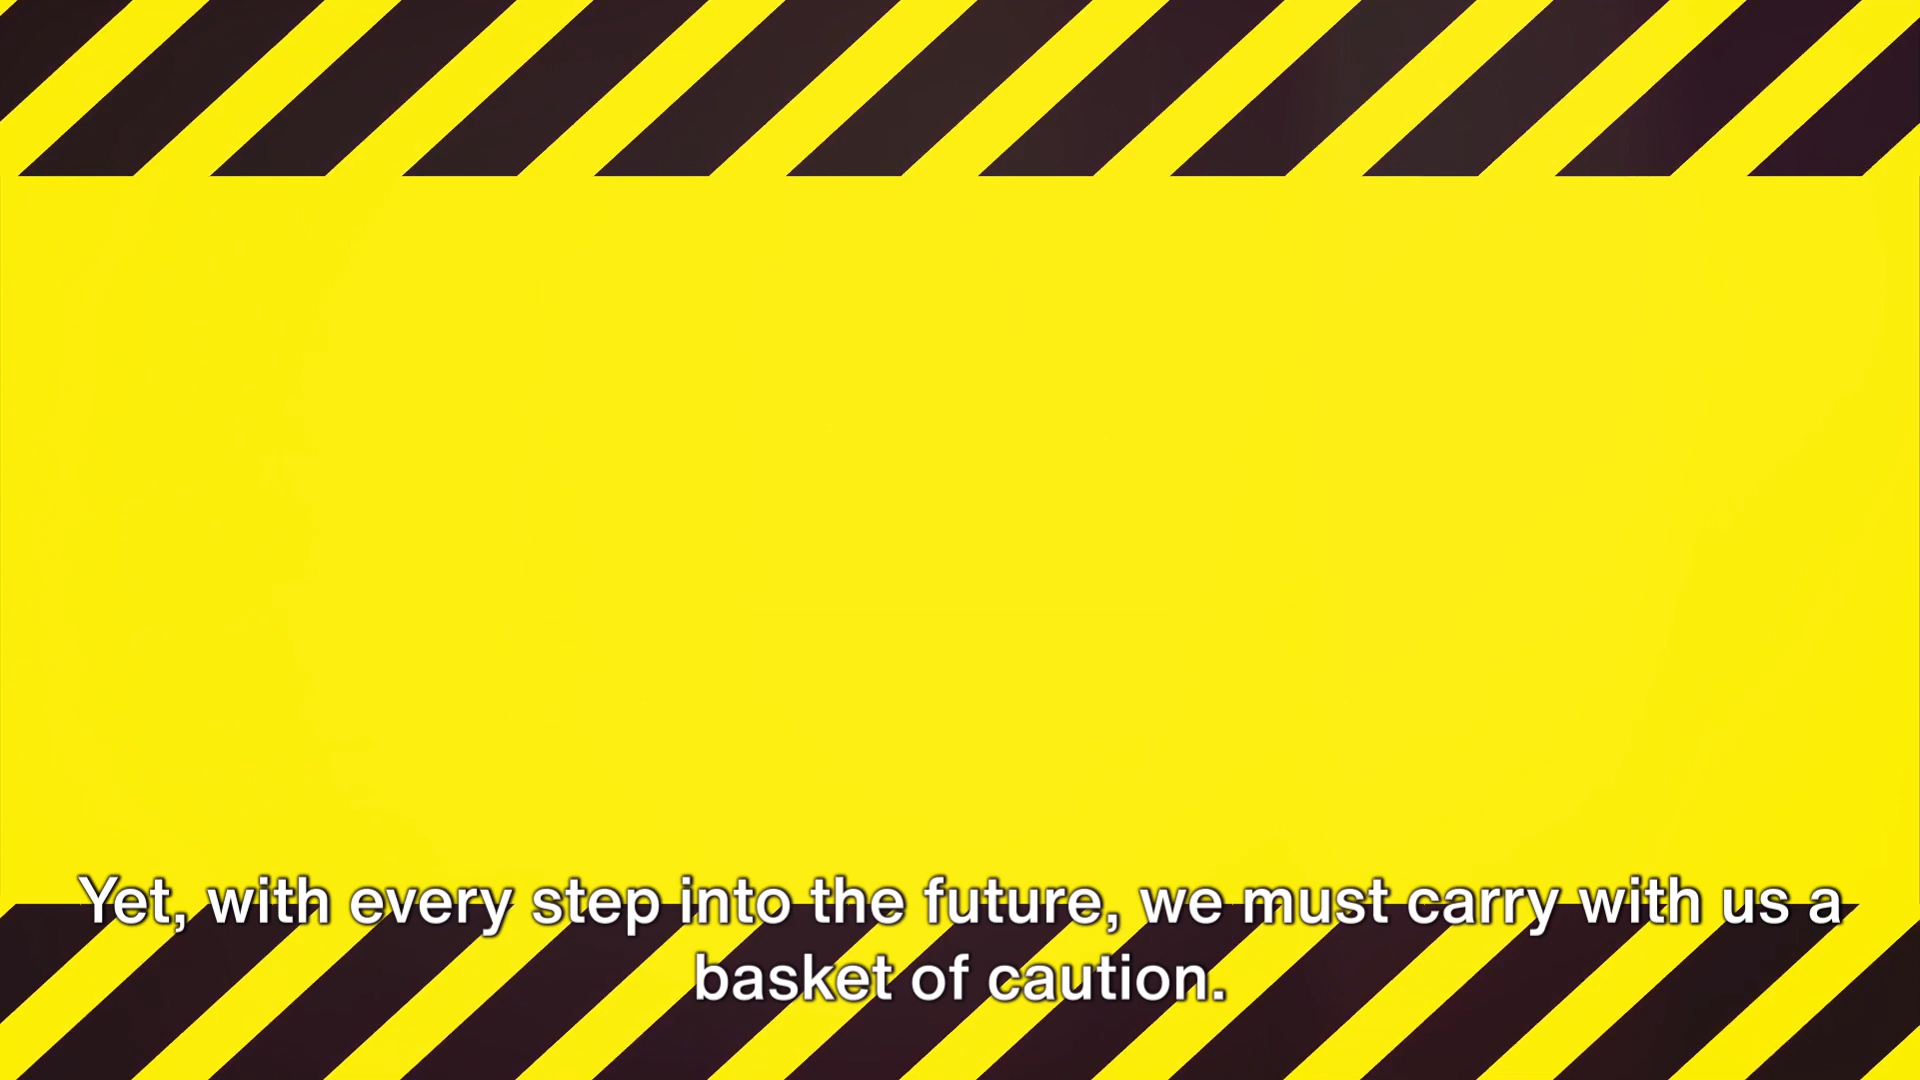 Yet, with every step into the future, we must carry with us a
basket of caution.